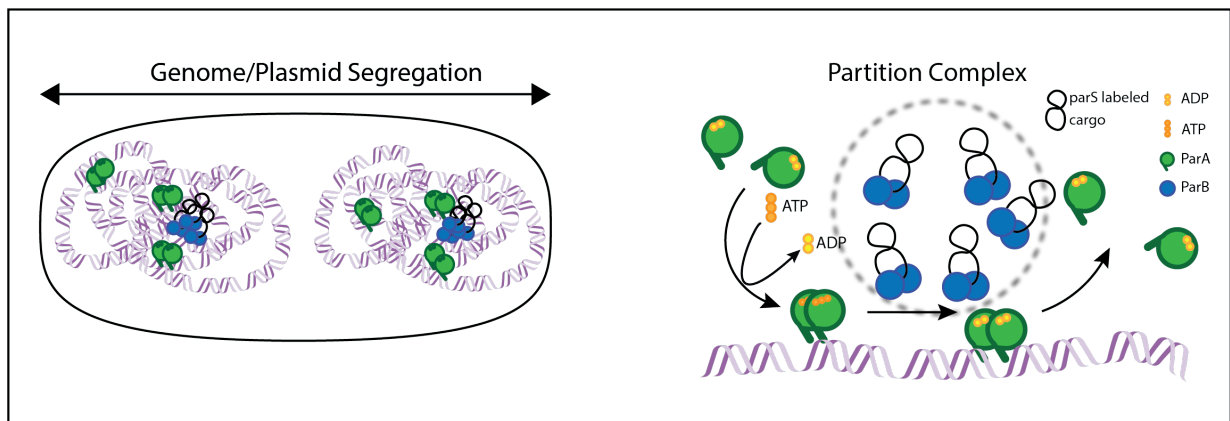 Genome/Plasmid Segregation
Partition Complex
parS labeled
cargo
ADP
ATP
ParA
ParB
ATP
ADP